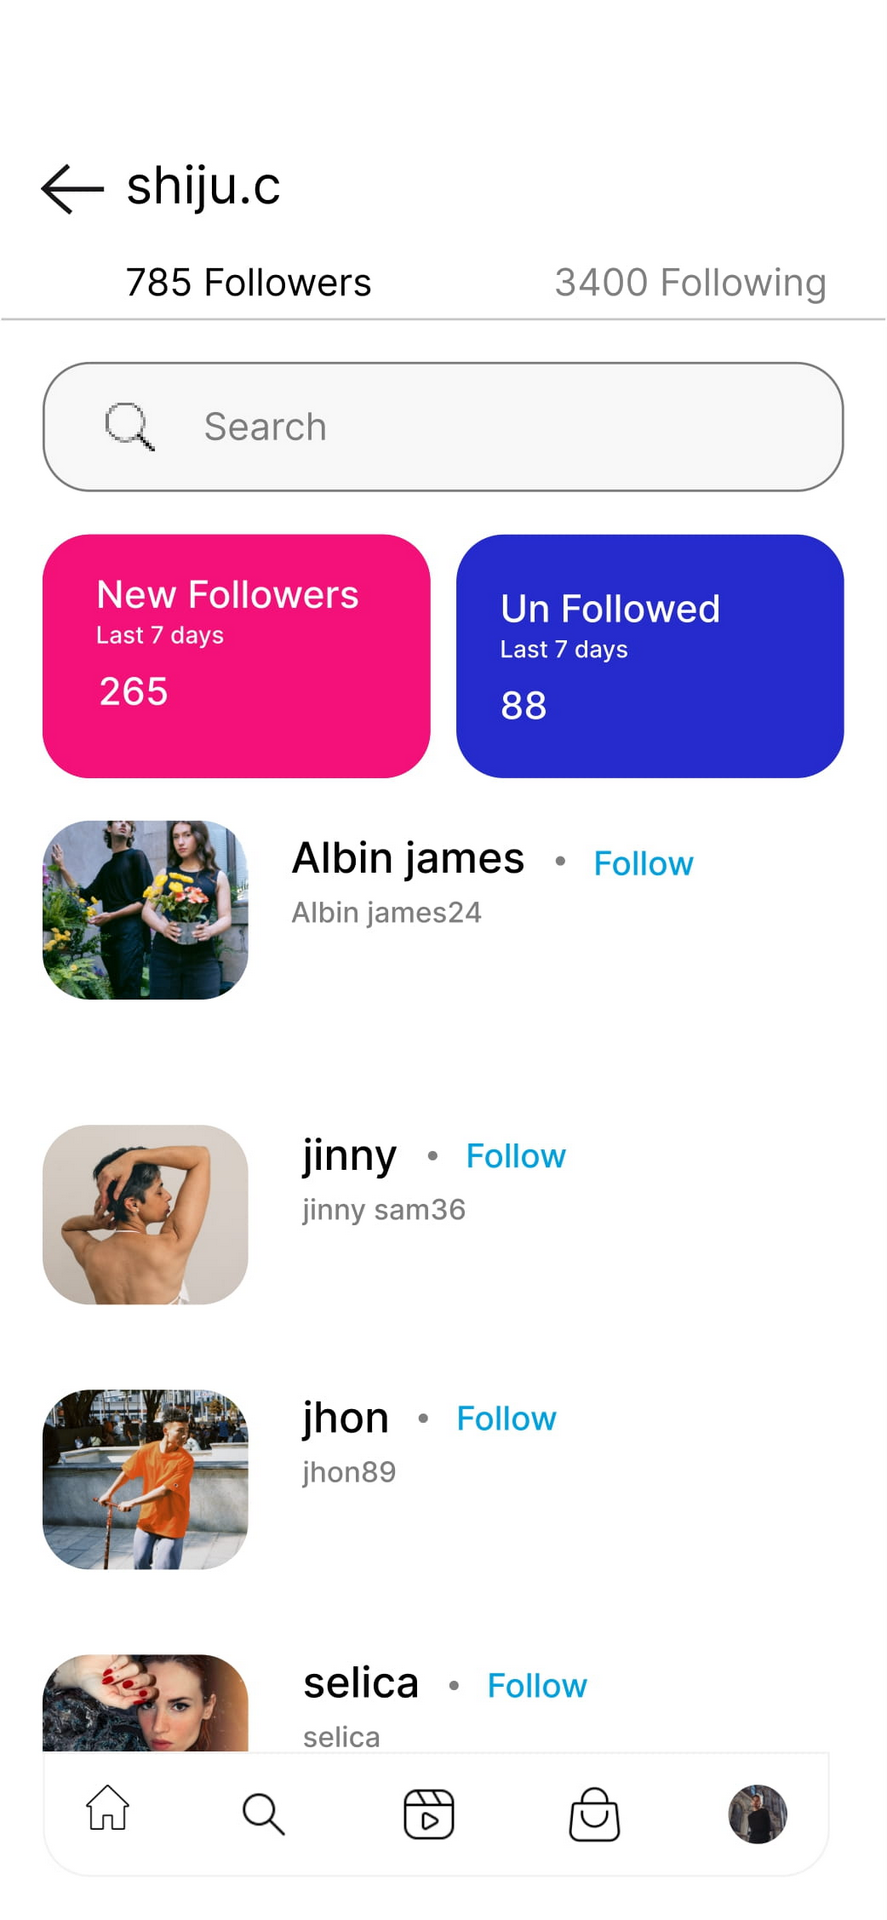 shiju.c
785 Followers
3400 Following
Search
New Followers
Last 7 days
265
Un Followed
Last 7 days
88
Albin james • Follow
Albin james24
jinny • Follow
jinny sam36
jhon • Follow
jhon89
selica • Follow
selica